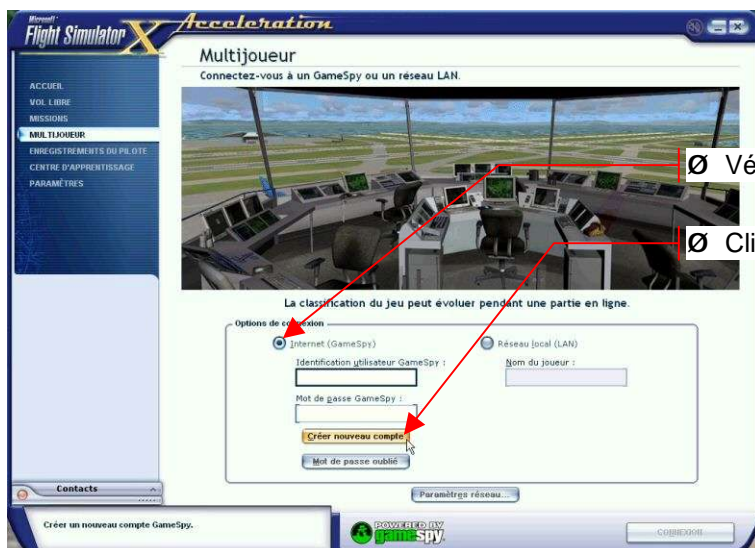 Microsoft
Flight Simulator X Acceleration
Multijoueur
Connectez-vous à un GameSpy ou un réseau LAN.
ACCUEIL
VOL LIBRE
MISSIONS
MULTIJOUEUR
ENREGISTREMENTS DU PILOTE
CENTRE D'APPRENTISSAGE
PARAMÈTRES
Ø Vé
Ø Cli
La classification du jeu peut évoluer pendant une partie en ligne.
Options de connexion
Internet (GameSpy)
Réseau local (LAN)
Identification utilisateur GameSpy :
Nom du joueur :
Mot de passe GameSpy :
Créer nouveau compte
Mot de passe oublié
Contacts
Paramètres réseau...
Créer un nouveau compte GameSpy.
POWERED BY
gamespy.
CONNEXION